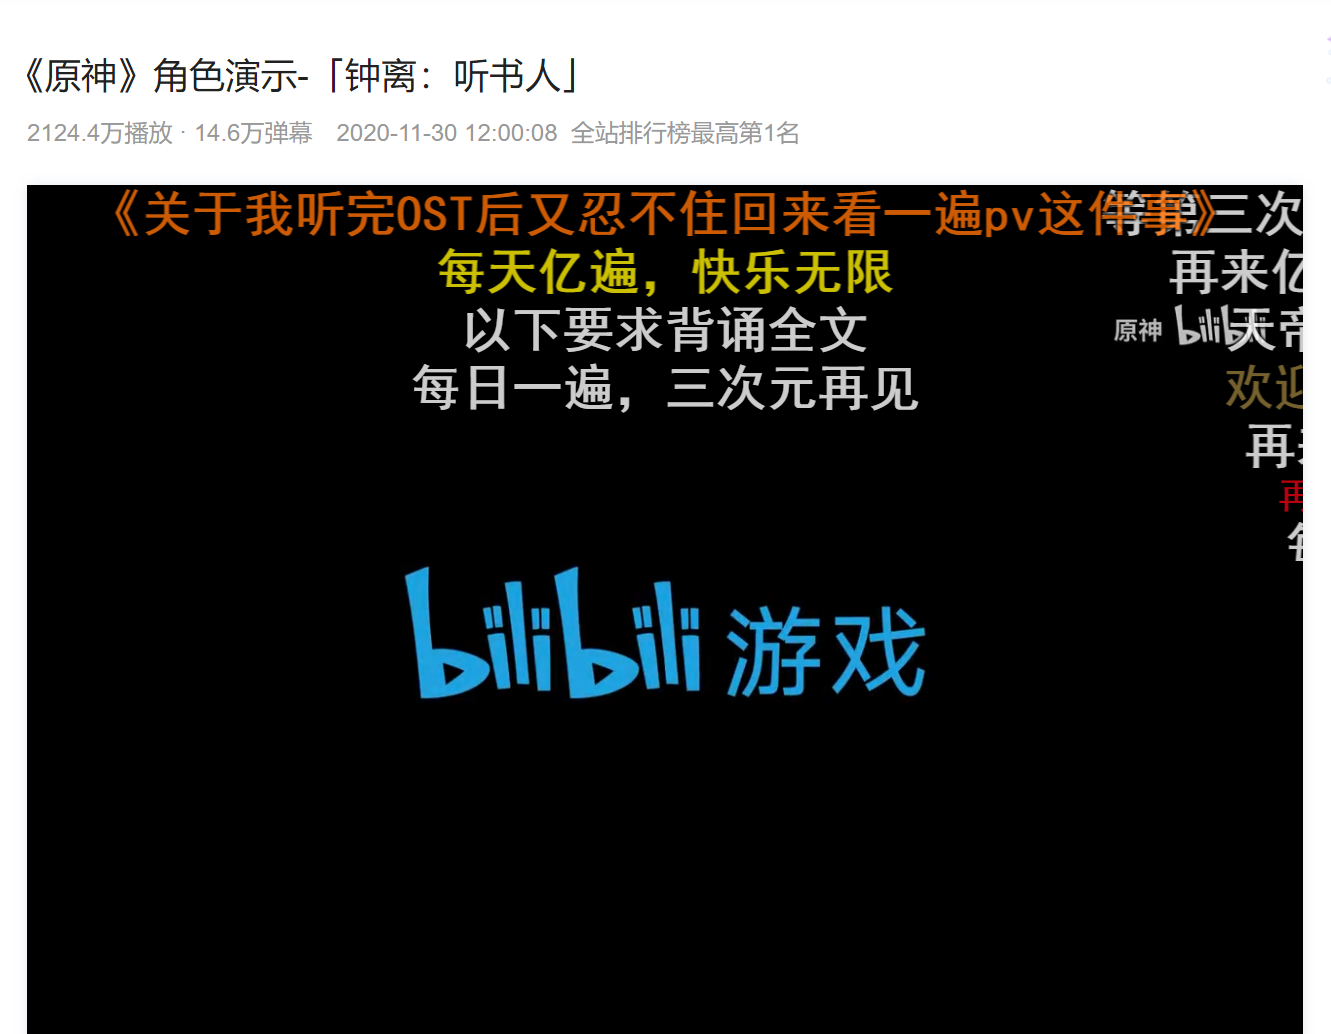 《原神》角色演示-「钟离：听书人」
2124.4万播放 · 14.6万弹幕 2020-11-30 12:00:08 全站排行榜最高第1名
《关于我听完OST后又忍不住回来看一遍pv这件事》
等第三次
每天亿遍，快乐无限
再来亿
以下要求背诵全文
原神 bilibili
天帝
每日一遍，三次元再见
欢迎
再来
再
每
bilibili 游戏